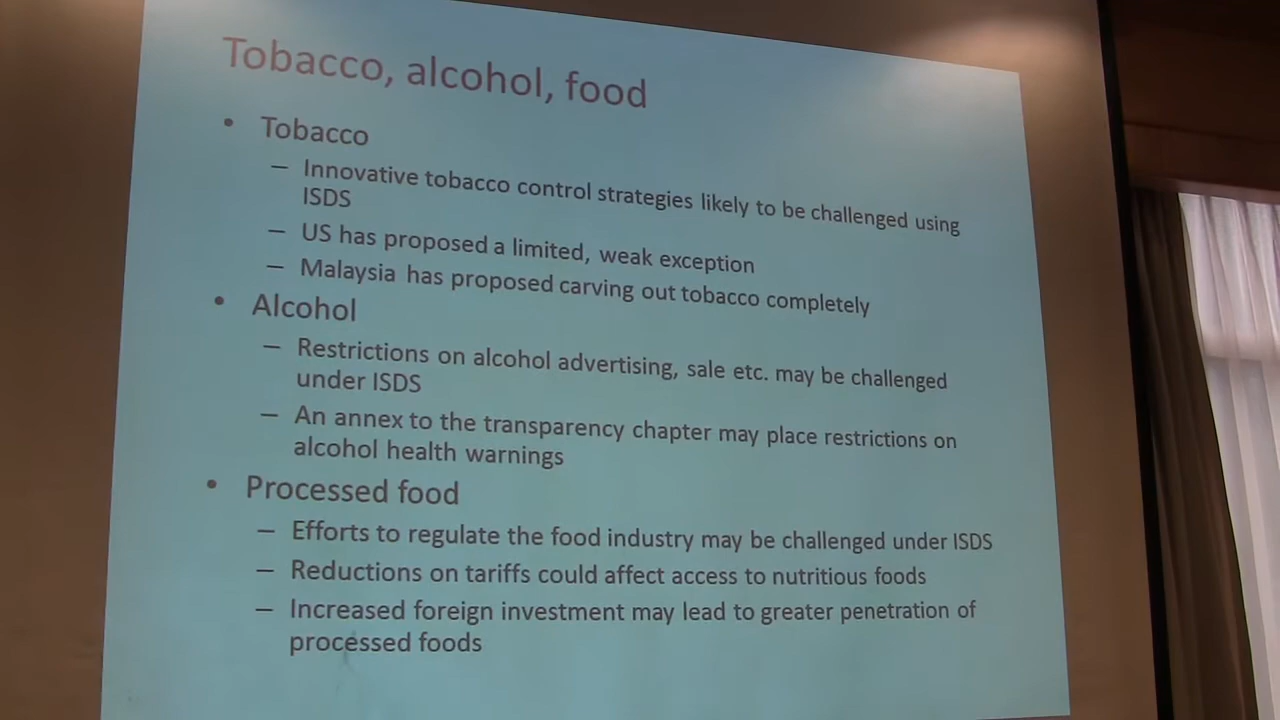 Tobacco, alcohol, food
• Tobacco
– Innovative tobacco control strategies likely to be challenged using
ISDS
– US has proposed a limited, weak exception
– Malaysia has proposed carving out tobacco completely
• Alcohol
– Restrictions on alcohol advertising, sale etc. may be challenged
under ISDS
– An annex to the transparency chapter may place restrictions on
alcohol health warnings
• Processed food
– Efforts to regulate the food industry may be challenged under ISDS
– Reductions on tariffs could affect access to nutritious foods
– Increased foreign investment may lead to greater penetration of
processed foods